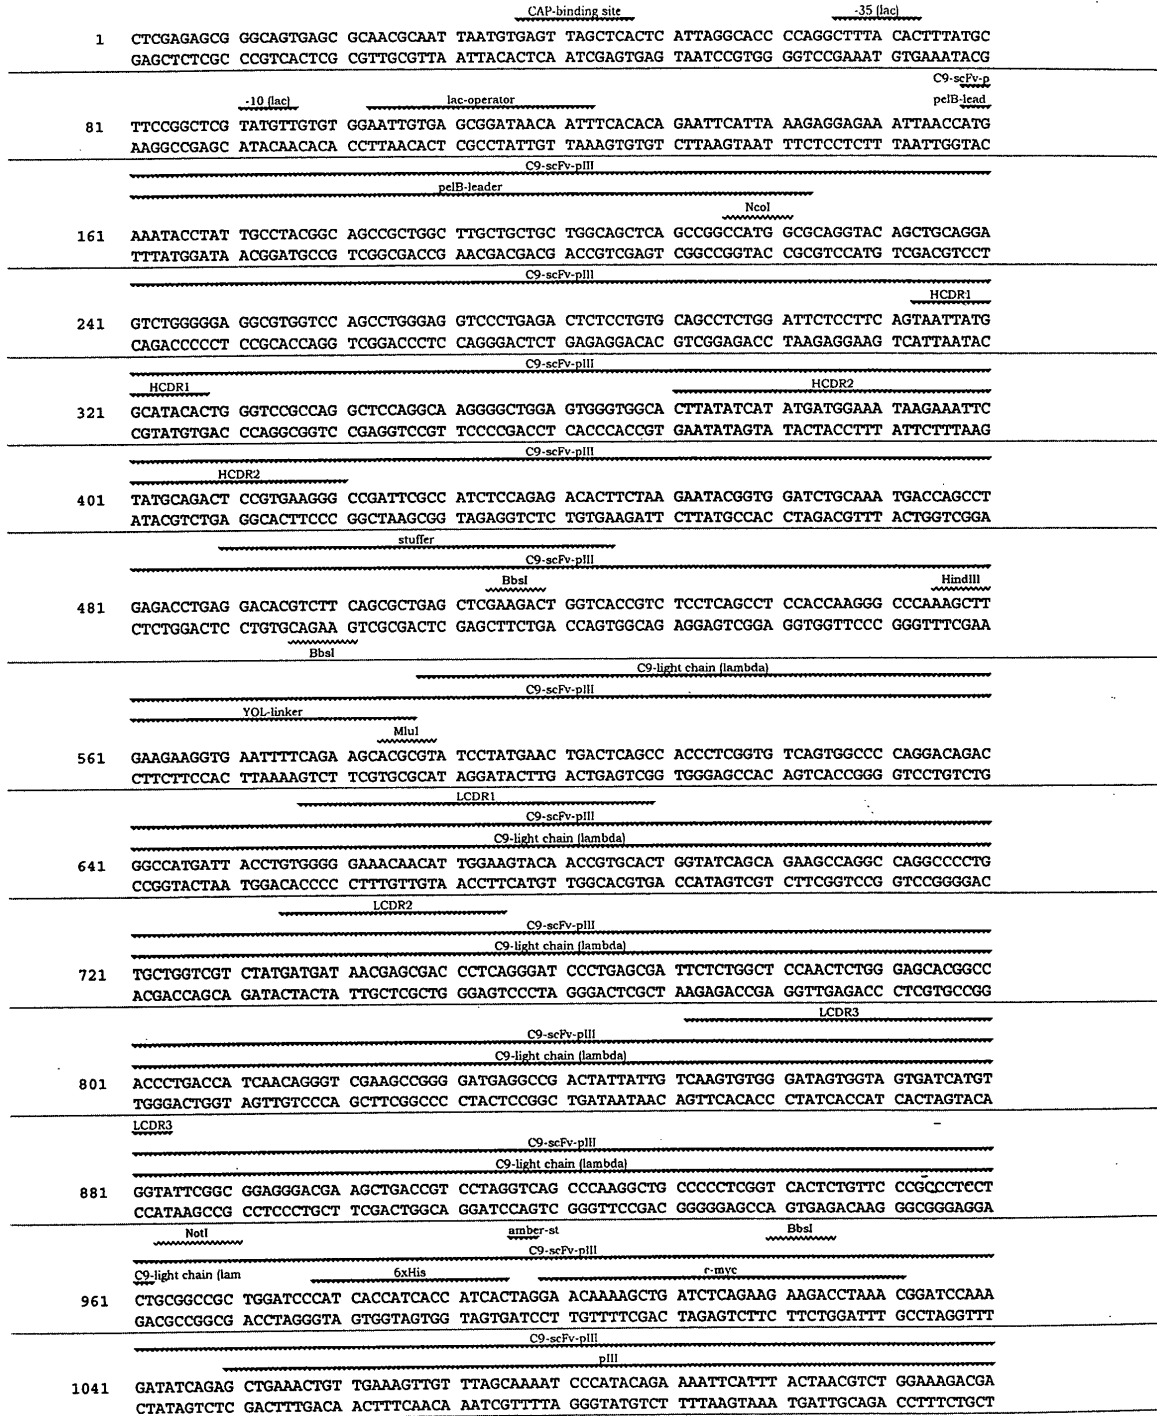 CAP-binding site -35 (lac)
1 CTCGAGAGCG GGCAGTGAGC GCAACGCAAT TAATGTGAGT TAGCTCACTC ATTAGGCACC CCAGGCTTTA CACTTTATGC
GAGCTCTCGC CCGTCACTCG CGTTGCGTTA ATTACACTCA ATCGAGTGAG TAATCCGTGG GGTCCGAAAT GTGAAATACG
C9-scFv-p
-10 (lac) lac-operator pelB-lead
81 TTCCGGCTCG TATGTTGTGT GGAATTGTGA GCGGATAACA ATTTCACACA GAATTCATTA AAGAGGAGAA ATTAACCATG
AAGGCCGAGC ATACAACACA CCTTAACACT CGCCTATTGT TAAAGTGTGT CTTAAGTAAT TTCTCCTCTT TAATTGGTAC
C9-scFv-pIII
pelB-leader
NcoI
161 AAATACCTAT TGCCTACGGC AGCCGCTGGC TTGCTGCTGC TGGCAGCTCA GCCGGCCATG GCGCAGGTAC AGCTGCAGGA
TTTATGGATA ACGGATGCCG TCGGCGACCG AACGACGACG ACCGTCGAGT CGGCCGGTAC CGCGTCCATG TCGACGTCCT
C9-scFv-pIII
HCDR1
241 GTCTGGGGGA GGCGTGGTCC AGCCTGGGAG GTCCCTGAGA CTCTCCTGTG CAGCCTCTGG ATTCTCCTTC AGTAATTATG
CAGACCCCCT CCGCACCAGG TCGGACCCTC CAGGGACTCT GAGAGGACAC GTCGGAGACC TAAGAGGAAG TCATTAATAC
C9-scFv-pIII
HCDR1 HCDR2
321 GCATACACTG GGTCCGCCAG GCTCCAGGCA AGGGGCTGGA GTGGGTGGCA CTTATATCAT ATGATGGAAA TAAGAAATTC
CGTATGTGAC CCAGGCGGTC CGAGGTCCGT TCCCCGACCT CACCCACCGT GAATATAGTA TACTACCTTT ATTCTTTAAG
C9-scFv-pIII
HCDR2
401 TATGCAGACT CCGTGAAGGG CCGATTCGCC ATCTCCAGAG ACACTTCTAA GAATACGGTG GATCTGCAAA TGACCAGCCT
ATACGTCTGA GGCACTTCCC GGCTAAGCGG TAGAGGTCTC TGTGAAGATT CTTATGCCAC CTAGACGTTT ACTGGTCGGA
stuffer
C9-scFv-pIII
BbsI HindIII
481 GAGACCTGAG GACACGTCTT CAGCGCTGAG CTCGAAGACT GGTCACCGTC TCCTCAGCCT CCACCAAGGG CCCAAAGCTT
CTCTGGACTC CTGTGCAGAA GTCGCGACTC GAGCTTCTGA CCAGTGGCAG AGGAGTCGGA GGTGGTTCCC GGGTTTCGAA
BbsI
C9-light chain (lambda)
C9-scFv-pIII
YOL-linker
MluI
561 GAAGAAGGTG AATTTTCAGA AGCACGCGTA TCCTATGAAC TGACTCAGCC ACCCTCGGTG TCAGTGGCCC CAGGACAGAC
CTTCTTCCAC TTAAAAGTCT TCGTGCGCAT AGGATACTTG ACTGAGTCGG TGGGAGCCAC AGTCACCGGG GTCCTGTCTG
LCDR1
C9-scFv-pIII
C9-light chain (lambda)
641 GGCCATGATT ACCTGTGGGG GAAACAACAT TGGAAGTACA ACCGTGCACT GGTATCAGCA GAAGCCAGGC CAGGCCCCTG
CCGGTACTAA TGGACACCCC CTTTGTTGTA ACCTTCATGT TGGCACGTGA CCATAGTCGT CTTCGGTCCG GTCCGGGGAC
LCDR2
C9-scFv-pIII
C9-light chain (lambda)
721 TGCTGGTCGT CTATGATGAT AACGAGCGAC CCTCAGGGAT CCCTGAGCGA TTCTCTGGCT CCAACTCTGG GAGCACGGCC
ACGACCAGCA GATACTACTA TTGCTCGCTG GGAGTCCCTA GGGACTCGCT AAGAGACCGA GGTTGAGACC CTCGTGCCGG
LCDR3
C9-scFv-pIII
C9-light chain (lambda)
801 ACCCTGACCA TCAACAGGGT CGAAGCCGGG GATGAGGCCG ACTATTATTG TCAAGTGTGG GATAGTGGTA GTGATCATGT
TGGGACTGGT AGTTGTCCCA GCTTCGGCCC CTACTCCGGC TGATAATAAC AGTTCACACC CTATCACCAT CACTAGTACA
LCDR3
C9-scFv-pIII
C9-light chain (lambda)
881 GGTATTCGGC GGAGGGACGA AGCTGACCGT CCTAGGTCAG CCCAAGGCTG CCCCCTCGGT CACTCTGTTC CCGCCCTCCT
CCATAAGCCG CCTCCCTGCT TCGACTGGCA GGATCCAGTC GGGTTCCGAC GGGGGAGCCA GTGAGACAAG GGCGGGAGGA
NotI amber-st BbsI
C9-scFv-pIII
C9-light chain (lam 6xHis c-myc
961 CTGCGGCCGC TGGATCCCAT CACCATCACC ATCACTAGGA ACAAAAGCTG ATCTCAGAAG AAGACCTAAA CGGATCCAAA
GACGCCGGCG ACCTAGGGTA GTGGTAGTGG TAGTGATCCT TGTTTTCGAC TAGAGTCTTC TTCTGGATTT GCCTAGGTTT
C9-scFv-pIII
pIII
1041 GATATCAGAG CTGAAACTGT TGAAAGTTGT TTAGCAAAAT CCCATACAGA AAATTCATTT ACTAACGTCT GGAAAGACGA
CTATAGTCTC GACTTTGACA ACTTTCAACA AATCGTTTTA GGGTATGTCT TTTAAGTAAA TGATTGCAGA CCTTTCTGCT